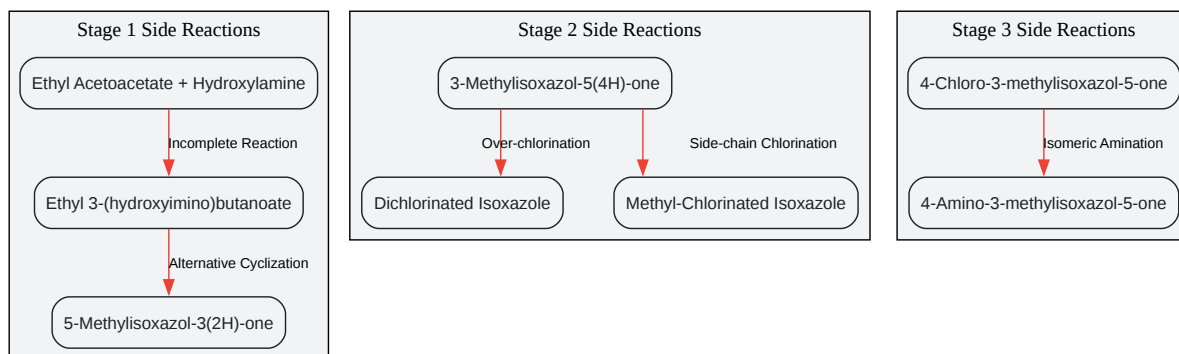 Stage 1 Side Reactions
Ethyl Acetoacetate + Hydroxylamine
Incomplete Reaction
Ethyl 3-(hydroxyimino)butanoate
Alternative Cyclization
5-Methylisoxazol-3(2H)-one
Stage 2 Side Reactions
3-Methylisoxazol-5(4H)-one
Over-chlorination
Side-chain Chlorination
Dichlorinated Isoxazole
Methyl-Chlorinated Isoxazole
Stage 3 Side Reactions
4-Chloro-3-methylisoxazol-5-one
Isomeric Amination
4-Amino-3-methylisoxazol-5-one